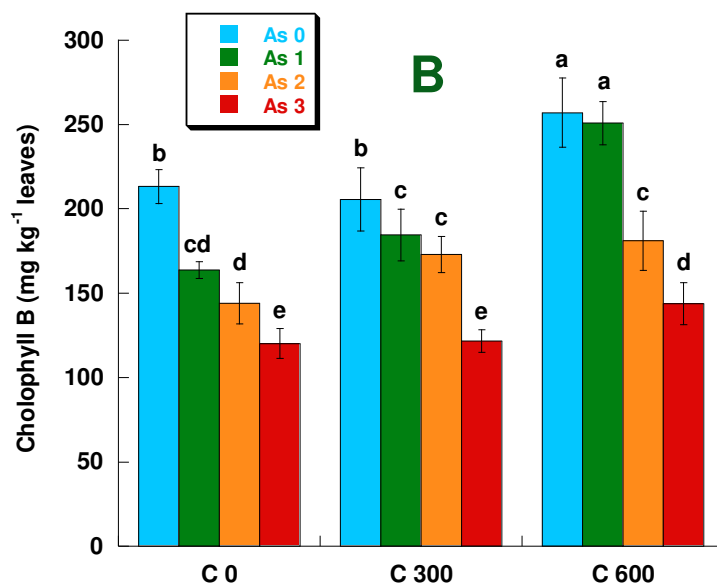 300
250
200
150
100
50
0
Cholophyll B (mg kg⁻¹ leaves)
As 0
As 1
As 2
As 3
B
b
cd
d
e
b
c
c
e
a
a
c
d
C 0
C 300
C 600